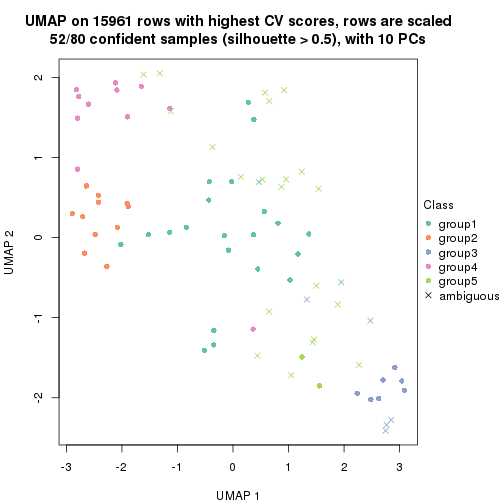 UMAP on 15961 rows with highest CV scores, rows are scaled
52/80 confident samples (silhouette > 0.5), with 10 PCs
2
1
0
-1
-2
UMAP 2
-3
-2
-1
0
1
2
3
UMAP 1
Class
group1
group2
group3
group4
group5
ambiguous